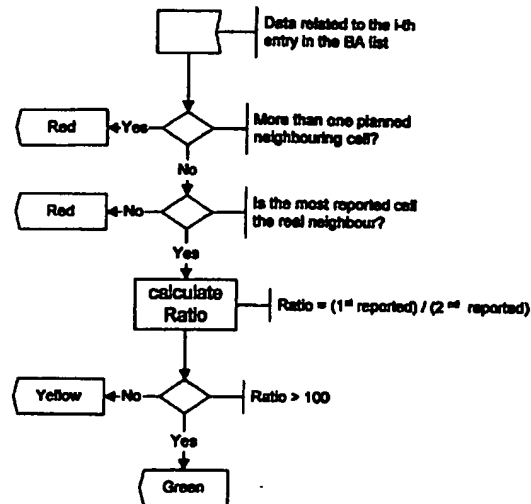 Data related to the i-th
entry in the BA list
Red
Yes
More than one planned
neighbouring cell?
No
Red
No
Is the most reported cell
the real neighbour?
Yes
calculate
Ratio
Ratio = (1st reported) / (2nd reported)
Yellow
No
Ratio > 100
Yes
Green